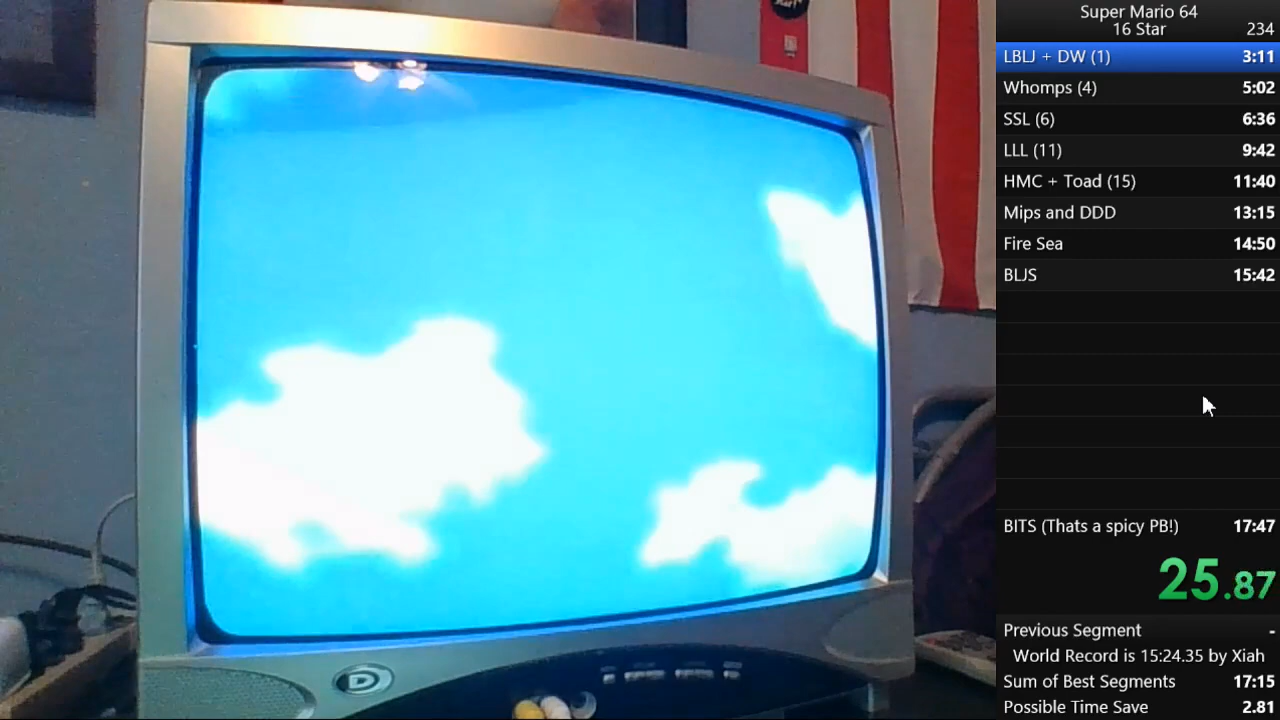 Super Mario 64
16 Star 234
LBLJ + DW (1) 3:11
Whomps (4) 5:02
SSL (6) 6:36
LLL (11) 9:42
HMC + Toad (15) 11:40
Mips and DDD 13:15
Fire Sea 14:50
BLJS 15:42
BITS (Thats a spicy PB!) 17:47
25.87
Previous Segment -
World Record is 15:24.35 by Xiah
Sum of Best Segments 17:15
Possible Time Save 2.81
D